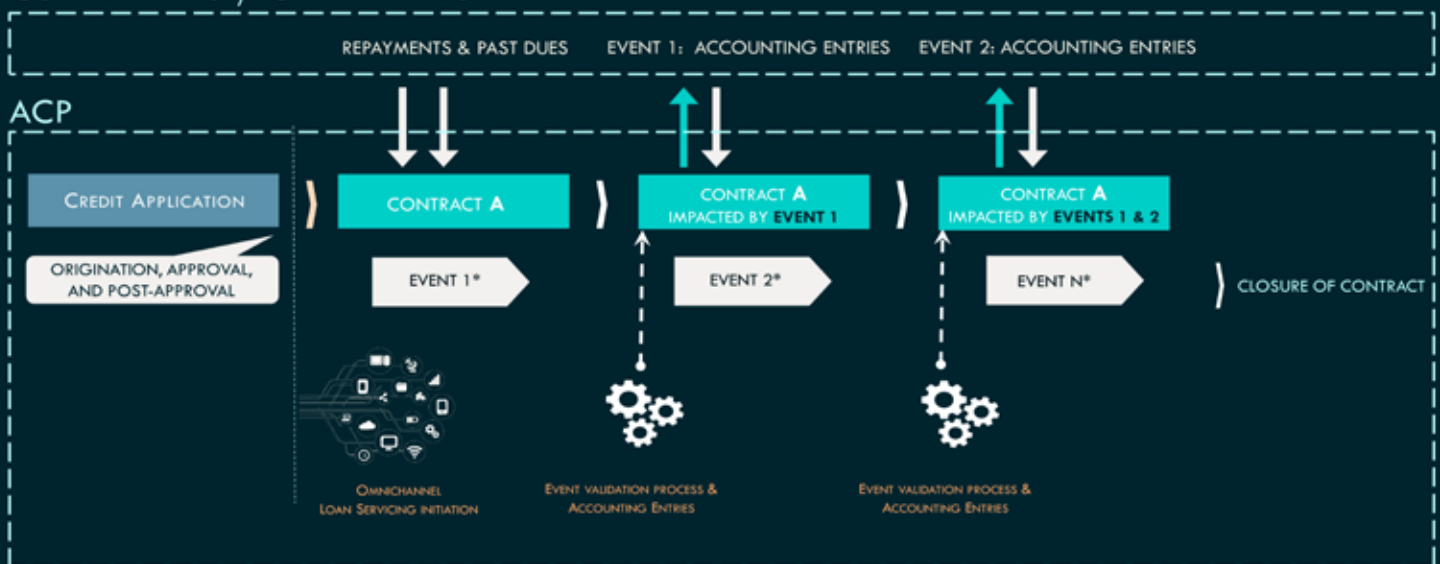 REPAYMENTS & PAST DUES
EVENT 1: ACCOUNTING ENTRIES
EVENT 2: ACCOUNTING ENTRIES
ACP
CREDIT APPLICATION
CONTRACT A
CONTRACT A
IMPACTED BY EVENT 1
CONTRACT A
IMPACTED BY EVENTS 1 & 2
ORIGINATION, APPROVAL,
AND POST-APPROVAL
EVENT 1*
EVENT 2*
EVENT N*
CLOSURE OF CONTRACT
OMNICHANNEL
LOAN SERVICING INITIATION
EVENT VALIDATION PROCESS &
ACCOUNTING ENTRIES
EVENT VALIDATION PROCESS &
ACCOUNTING ENTRIES